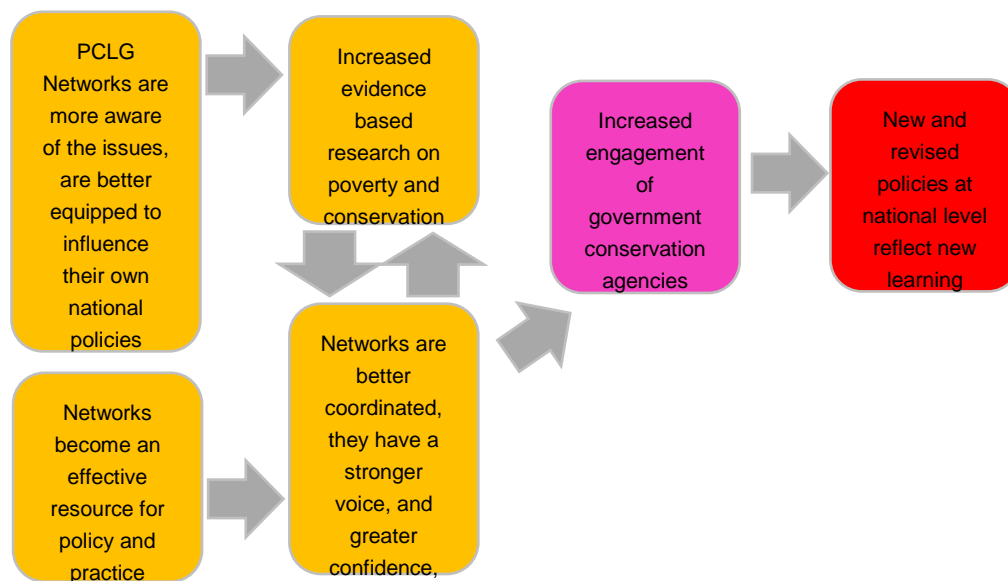 PCLG
Networks are
more aware
of the issues,
are better
equipped to
influence
their own
national
policies
Increased
evidence
based
research on
poverty and
conservation
Increased
engagement
of
government
conservation
agencies
New and
revised
policies at
national level
reflect new
learning
Networks
become an
effective
resource for
policy and
practice
Networks are
better
coordinated,
they have a
stronger
voice, and
greater
confidence,